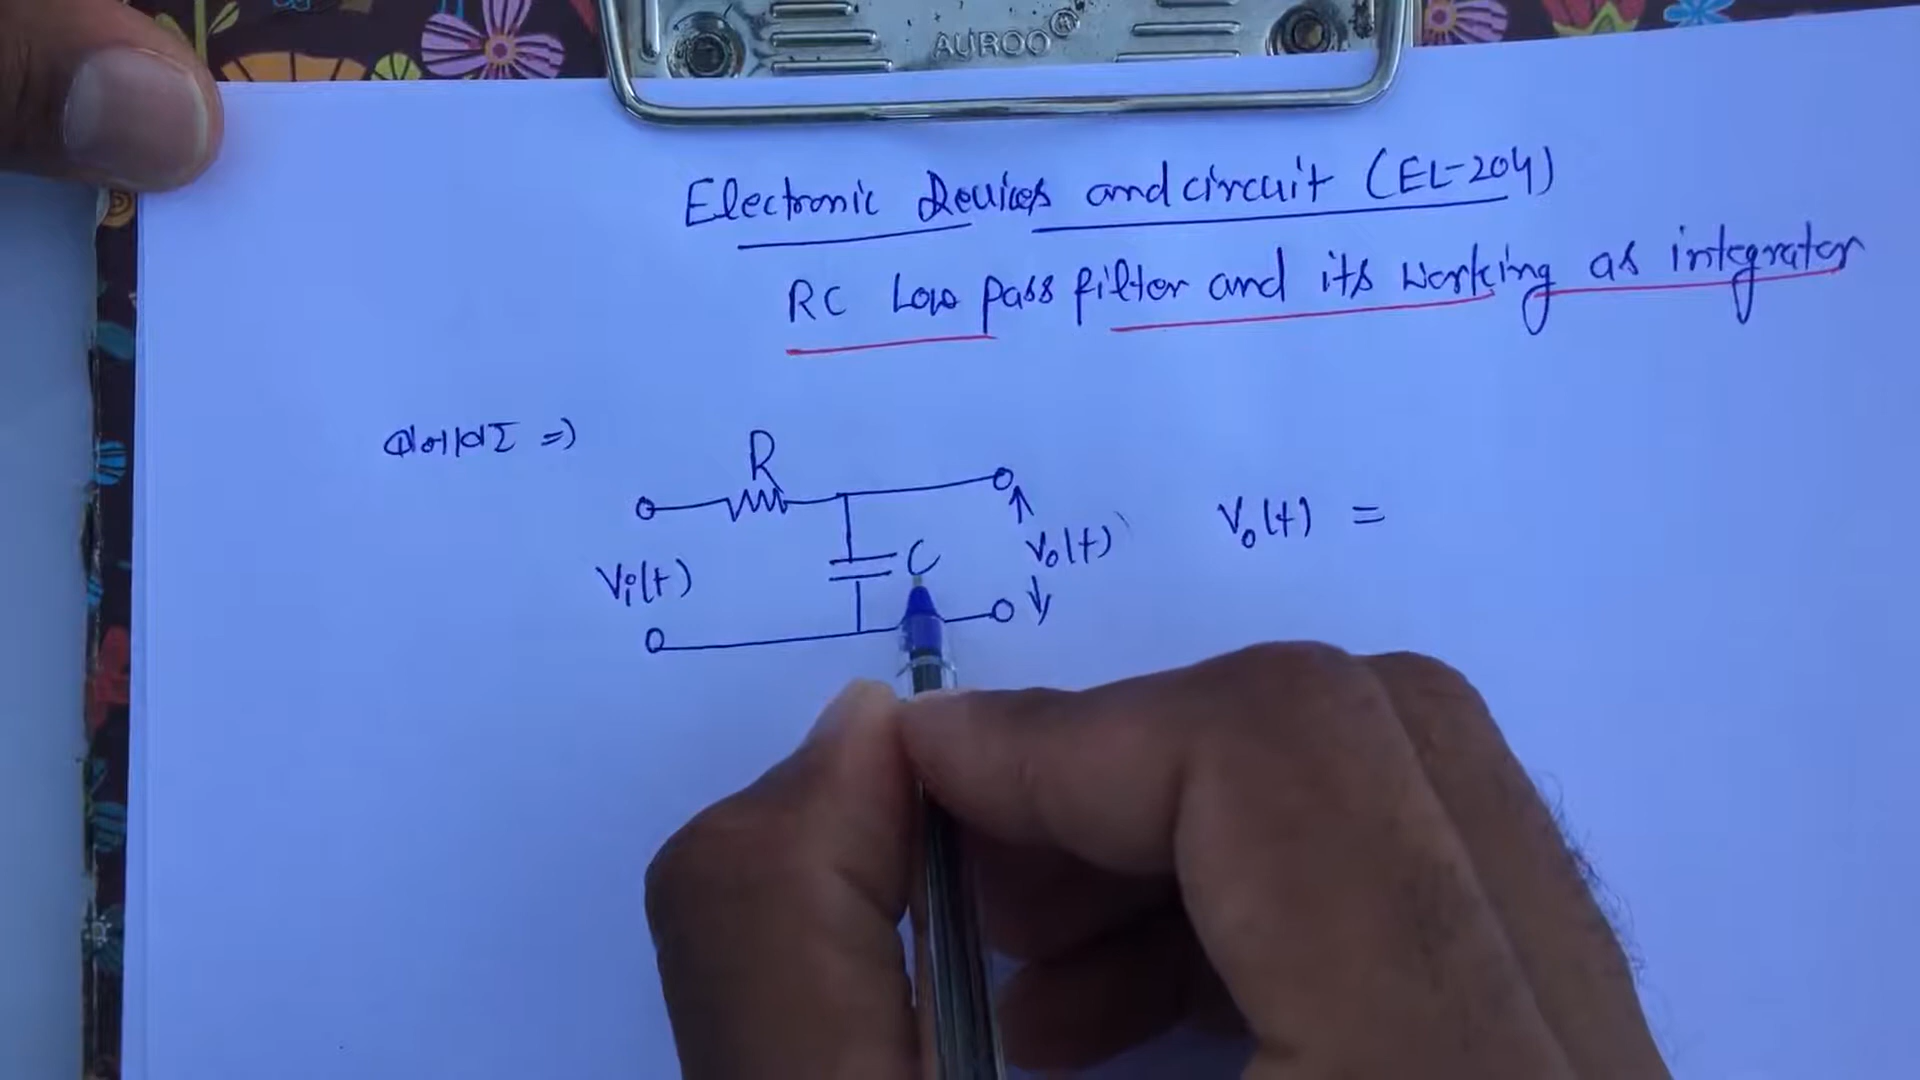 AUROO®
Electronic Devices and circuit (EL-204)
RC Low pass filter and its working as integrator
R
C
Vi(t)
Vo(t)
Vo(t) =